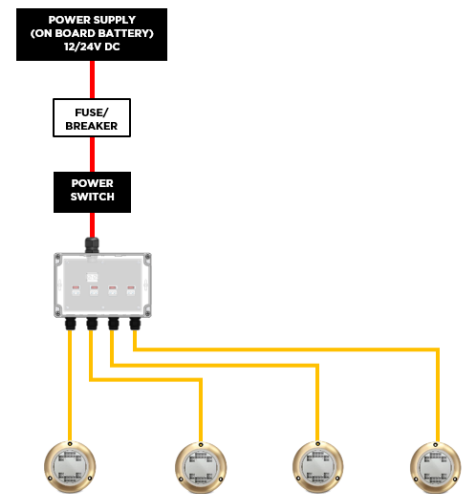 POWER SUPPLY
(ON BOARD BATTERY)
12/24V DC
FUSE/
BREAKER
POWER
SWITCH